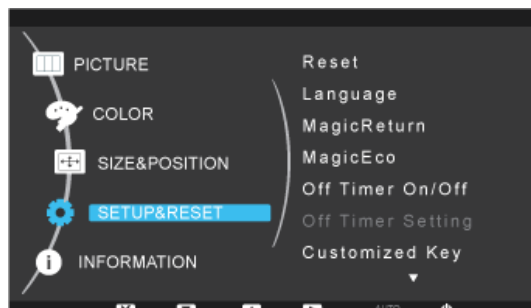 PICTURE
COLOR
SIZE&POSITION
SETUP&RESET
INFORMATION
Reset
Language
MagicReturn
MagicEco
Off Timer On/Off
Off Timer Setting
Customized Key
AUTO